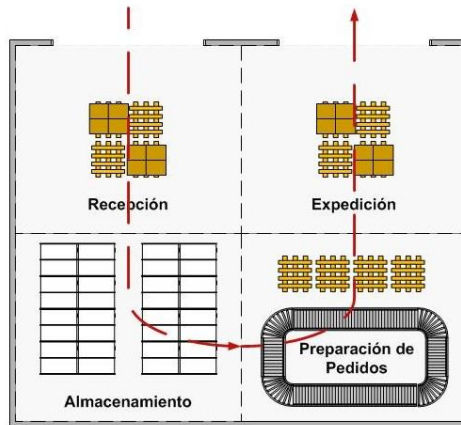 Recepción
Expedición
Almacenamiento
Preparación de
Pedidos